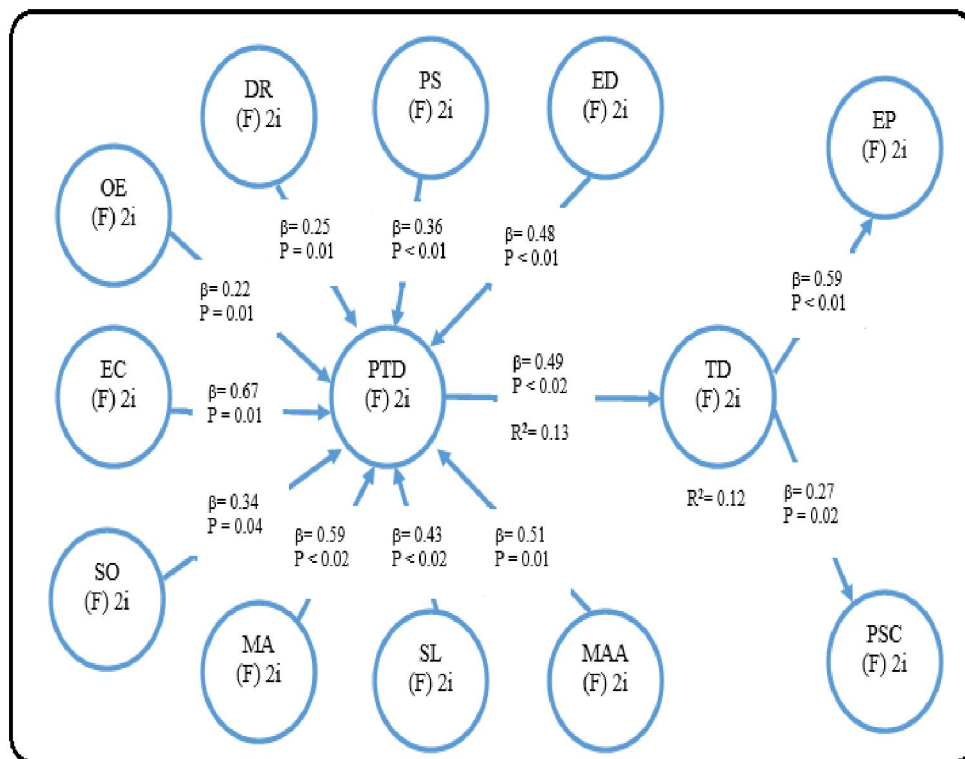 DR
(F) 2i
PS
(F) 2i
ED
(F) 2i
EP
(F) 2i
OE
(F) 2i
β= 0.25
P = 0.01
β= 0.36
P < 0.01
β= 0.48
P < 0.01
β= 0.22
P = 0.01
β= 0.59
P < 0.01
EC
(F) 2i
β= 0.67
P = 0.01
PTD
(F) 2i
β= 0.49
P < 0.02
R²= 0.13
TD
(F) 2i
R²= 0.12
β= 0.27
P = 0.02
β= 0.34
P = 0.04
β= 0.59
P < 0.02
β= 0.43
P < 0.02
β= 0.51
P = 0.01
SO
(F) 2i
MA
(F) 2i
SL
(F) 2i
MAA
(F) 2i
PSC
(F) 2i